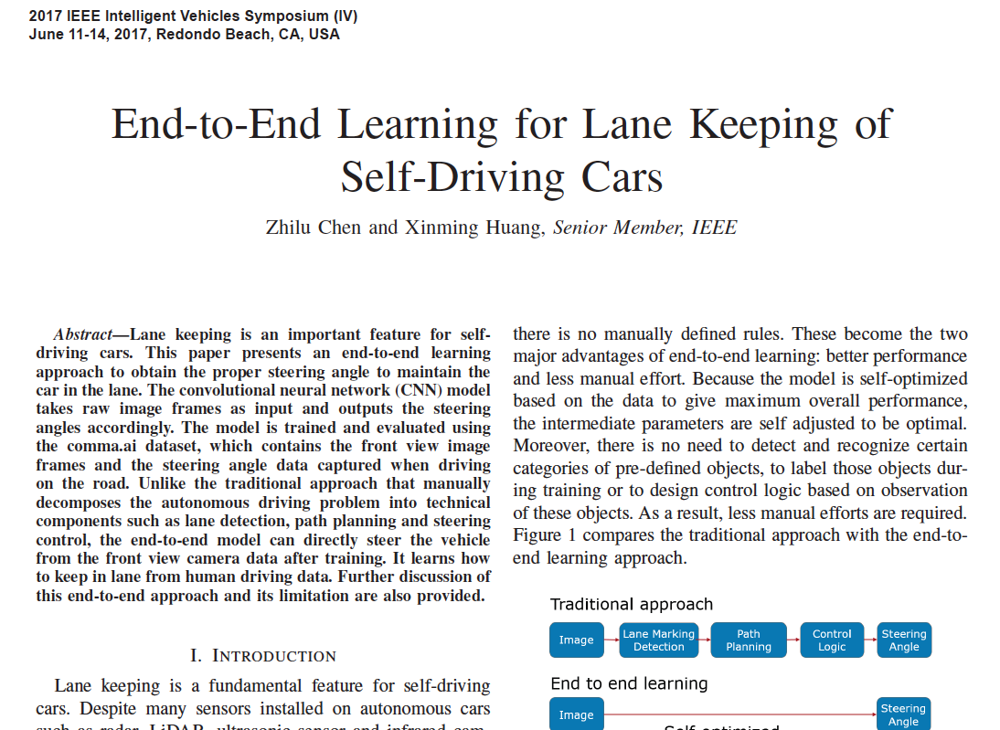 2017 IEEE Intelligent Vehicles Symposium (IV)
June 11-14, 2017, Redondo Beach, CA, USA
End-to-End Learning for Lane Keeping of
Self-Driving Cars
Zhilu Chen and Xinming Huang, Senior Member, IEEE
Abstract—Lane keeping is an important feature for self-
driving cars. This paper presents an end-to-end learning
approach to obtain the proper steering angle to maintain the
car in the lane. The convolutional neural network (CNN) model
takes raw image frames as input and outputs the steering
angles accordingly. The model is trained and evaluated using
the comma.ai dataset, which contains the front view image
frames and the steering angle data captured when driving
on the road. Unlike the traditional approach that manually
decomposes the autonomous driving problem into technical
components such as lane detection, path planning and steering
control, the end-to-end model can directly steer the vehicle
from the front view camera data after training. It learns how
to keep in lane from human driving data. Further discussion of
this end-to-end approach and its limitation are also provided.
I. INTRODUCTION
Lane keeping is a fundamental feature for self-driving
cars. Despite many sensors installed on autonomous cars
such as radar, LiDAR, ultrasonic sensor and infrared cam-
there is no manually defined rules. These become the two
major advantages of end-to-end learning: better performance
and less manual effort. Because the model is self-optimized
based on the data to give maximum overall performance,
the intermediate parameters are self adjusted to be optimal.
Moreover, there is no need to detect and recognize certain
categories of pre-defined objects, to label those objects dur-
ing training or to design control logic based on observation
of these objects. As a result, less manual efforts are required.
Figure 1 compares the traditional approach with the end-to-
end learning approach.
Traditional approach
Image
Lane Marking
Detection
Path
Planning
Control
Logic
Steering
Angle
End to end learning
Image
Steering
Angle
Self-optimized